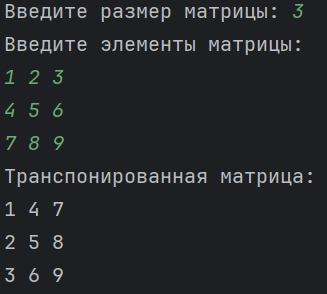 Введите размер матрицы: 3
Введите элементы матрицы:
1 2 3
4 5 6
7 8 9
Транспонированная матрица:
1 4 7
2 5 8
3 6 9